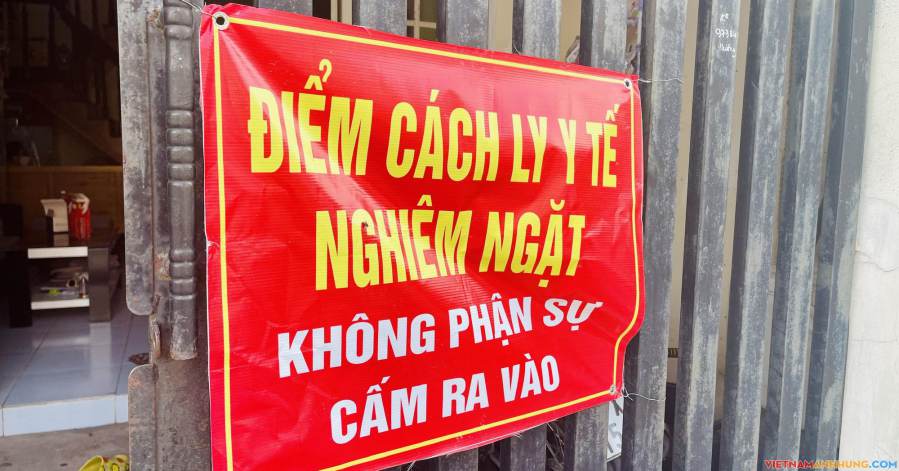 ĐIỂM CÁCH LY Y TẾ
NGHIÊM NGẶT
KHÔNG PHẬN SỰ
CẤM RA VÀO
VIETNAMANHHUNG.COM